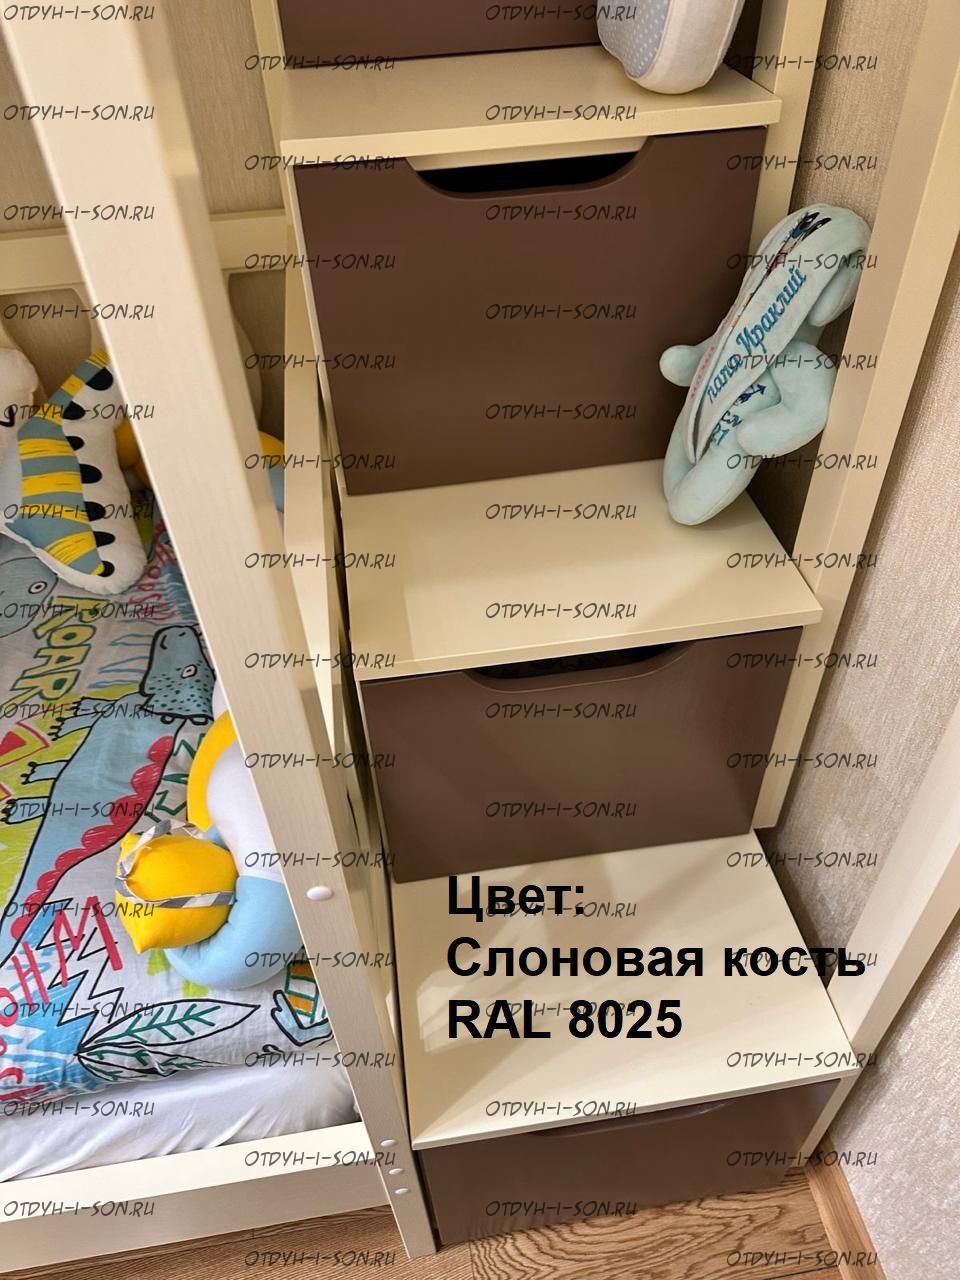 OTDYH-I-SON.RU
папа Ираклий
ROAR
Цвет:
Слоновая кость
RAL 8025